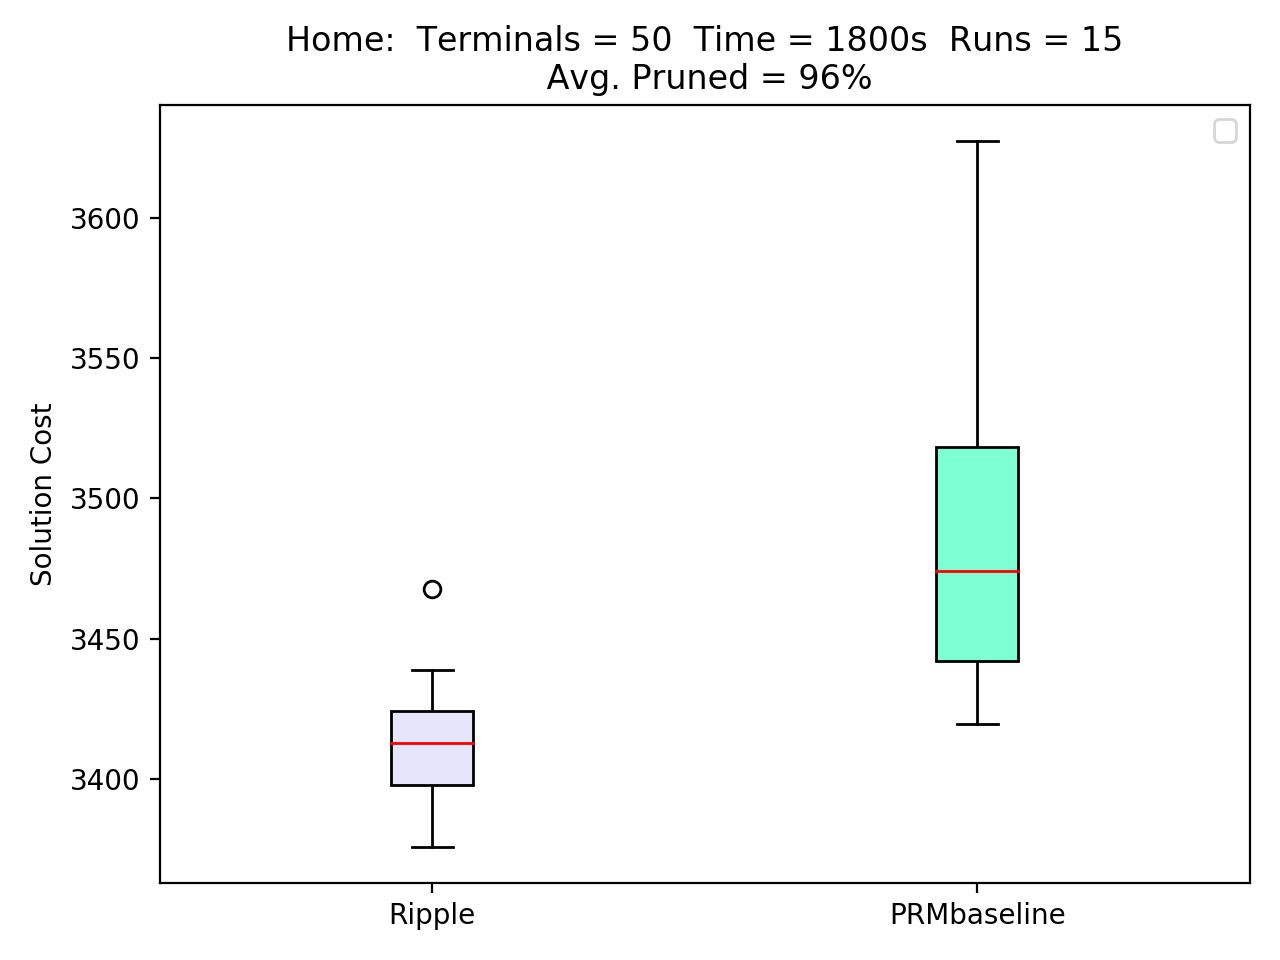 Home:  Terminals = 50  Time = 1800s  Runs = 15
Avg. Pruned = 96%
3600
3550
3500
3450
3400
Solution Cost
Ripple
PRMbaseline